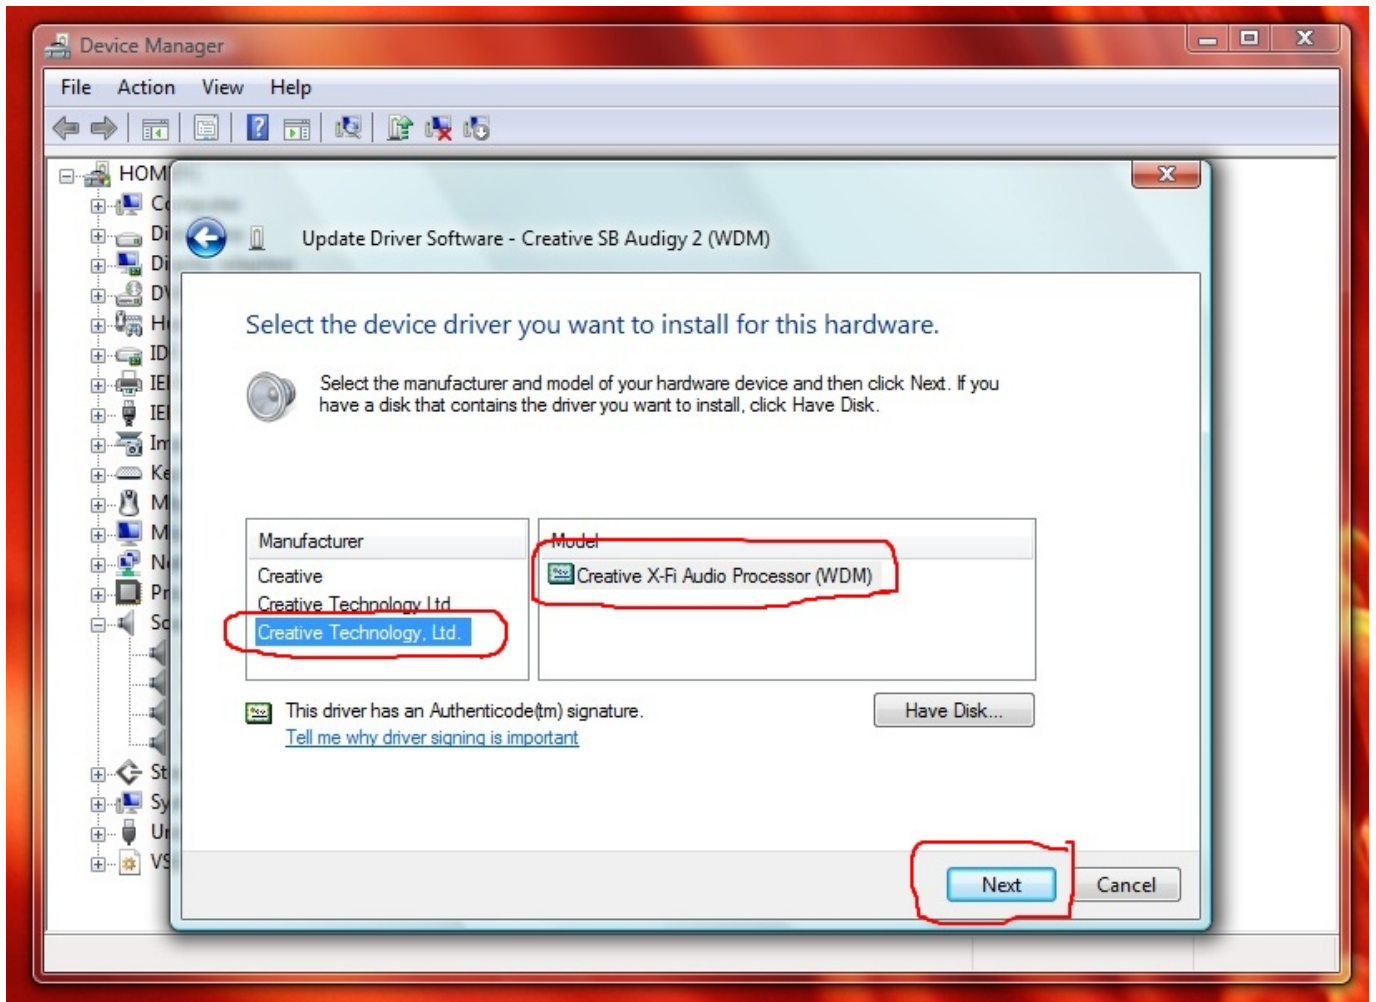 Device Manager
File Action View Help
HOM
Update Driver Software - Creative SB Audigy 2 (WDM)
Select the device driver you want to install for this hardware.
Select the manufacturer and model of your hardware device and then click Next. If you
have a disk that contains the driver you want to install, click Have Disk.
Manufacturer
Model
Creative
Creative X-Fi Audio Processor (WDM)
Creative Technology Ltd
Creative Technology, Ltd.
This driver has an Authenticode(tm) signature.
Have Disk...
Tell me why driver signing is important
Next
Cancel